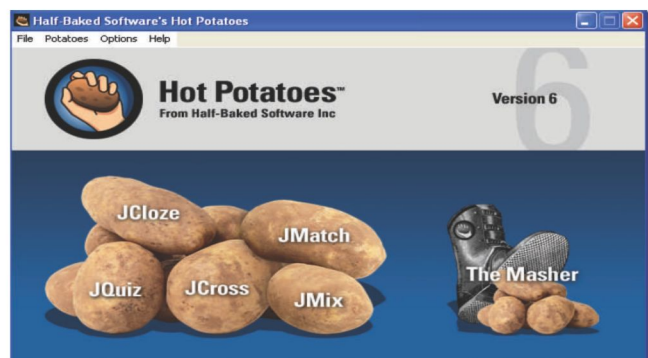 Half-Baked Software's Hot Potatoes
File Potatoes Options Help
Hot Potatoes™
From Half-Baked Software Inc
6
Version 6
JCloze
JMatch
JQuiz
JCross
JMix
The Masher